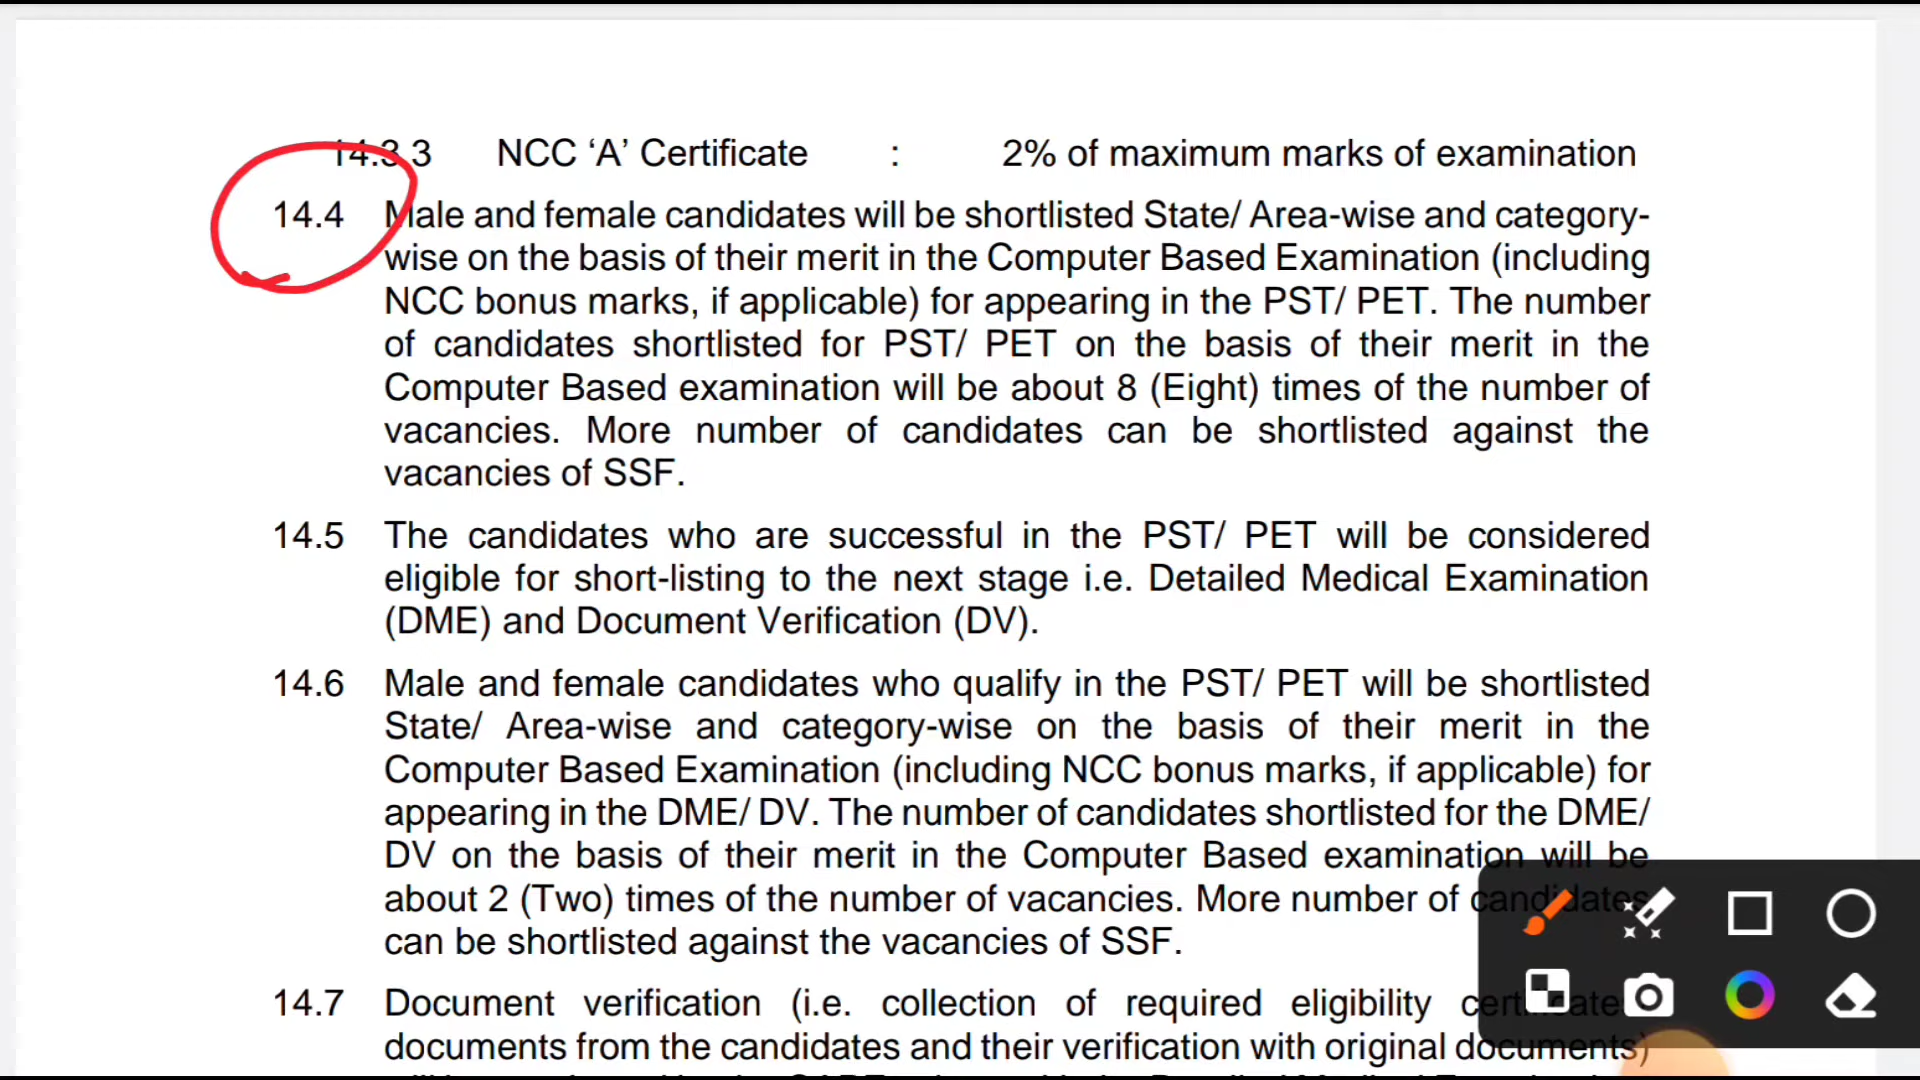 14.3.3 NCC ‘A’ Certificate : 2% of maximum marks of examination
14.4 Male and female candidates will be shortlisted State/ Area-wise and category-
wise on the basis of their merit in the Computer Based Examination (including
NCC bonus marks, if applicable) for appearing in the PST/ PET. The number
of candidates shortlisted for PST/ PET on the basis of their merit in the
Computer Based examination will be about 8 (Eight) times of the number of
vacancies. More number of candidates can be shortlisted against the
vacancies of SSF.
14.5 The candidates who are successful in the PST/ PET will be considered
eligible for short-listing to the next stage i.e. Detailed Medical Examination
(DME) and Document Verification (DV).
14.6 Male and female candidates who qualify in the PST/ PET will be shortlisted
State/ Area-wise and category-wise on the basis of their merit in the
Computer Based Examination (including NCC bonus marks, if applicable) for
appearing in the DME/ DV. The number of candidates shortlisted for the DME/
DV on the basis of their merit in the Computer Based examination will be
about 2 (Two) times of the number of vacancies. More number of candidates
can be shortlisted against the vacancies of SSF.
14.7 Document verification (i.e. collection of required eligibility certificates
documents from the candidates and their verification with original documents)